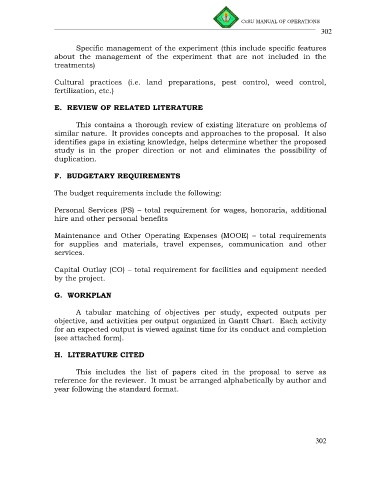 CvSU MANUAL OF OPERATIONS
302
Specific management of the experiment (this include specific features
about the management of the experiment that are not included in the
treatments)
Cultural practices (i.e. land preparations, pest control, weed control,
fertilization, etc.)
E. REVIEW OF RELATED LITERATURE
This contains a thorough review of existing literature on problems of
similar nature. It provides concepts and approaches to the proposal. It also
identifies gaps in existing knowledge, helps determine whether the proposed
study is in the proper direction or not and eliminates the possibility of
duplication.
F. BUDGETARY REQUIREMENTS
The budget requirements include the following:
Personal Services (PS) – total requirement for wages, honoraria, additional
hire and other personal benefits
Maintenance and Other Operating Expenses (MOOE) – total requirements
for supplies and materials, travel expenses, communication and other
services.
Capital Outlay (CO) – total requirement for facilities and equipment needed
by the project.
G. WORKPLAN
A tabular matching of objectives per study, expected outputs per
objective, and activities per output organized in Gantt Chart. Each activity
for an expected output is viewed against time for its conduct and completion
(see attached form).
H. LITERATURE CITED
This includes the list of papers cited in the proposal to serve as
reference for the reviewer. It must be arranged alphabetically by author and
year following the standard format.
302